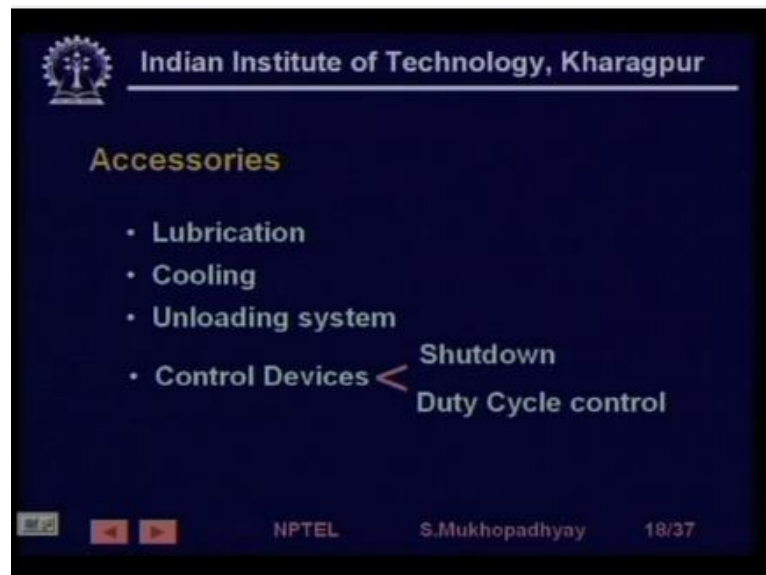 Indian Institute of Technology, Kharagpur
Accessories
• Lubrication
• Cooling
• Unloading system
• Control Devices < Shutdown
Duty Cycle control
NPTEL S.Mukhopadhyay 18/37